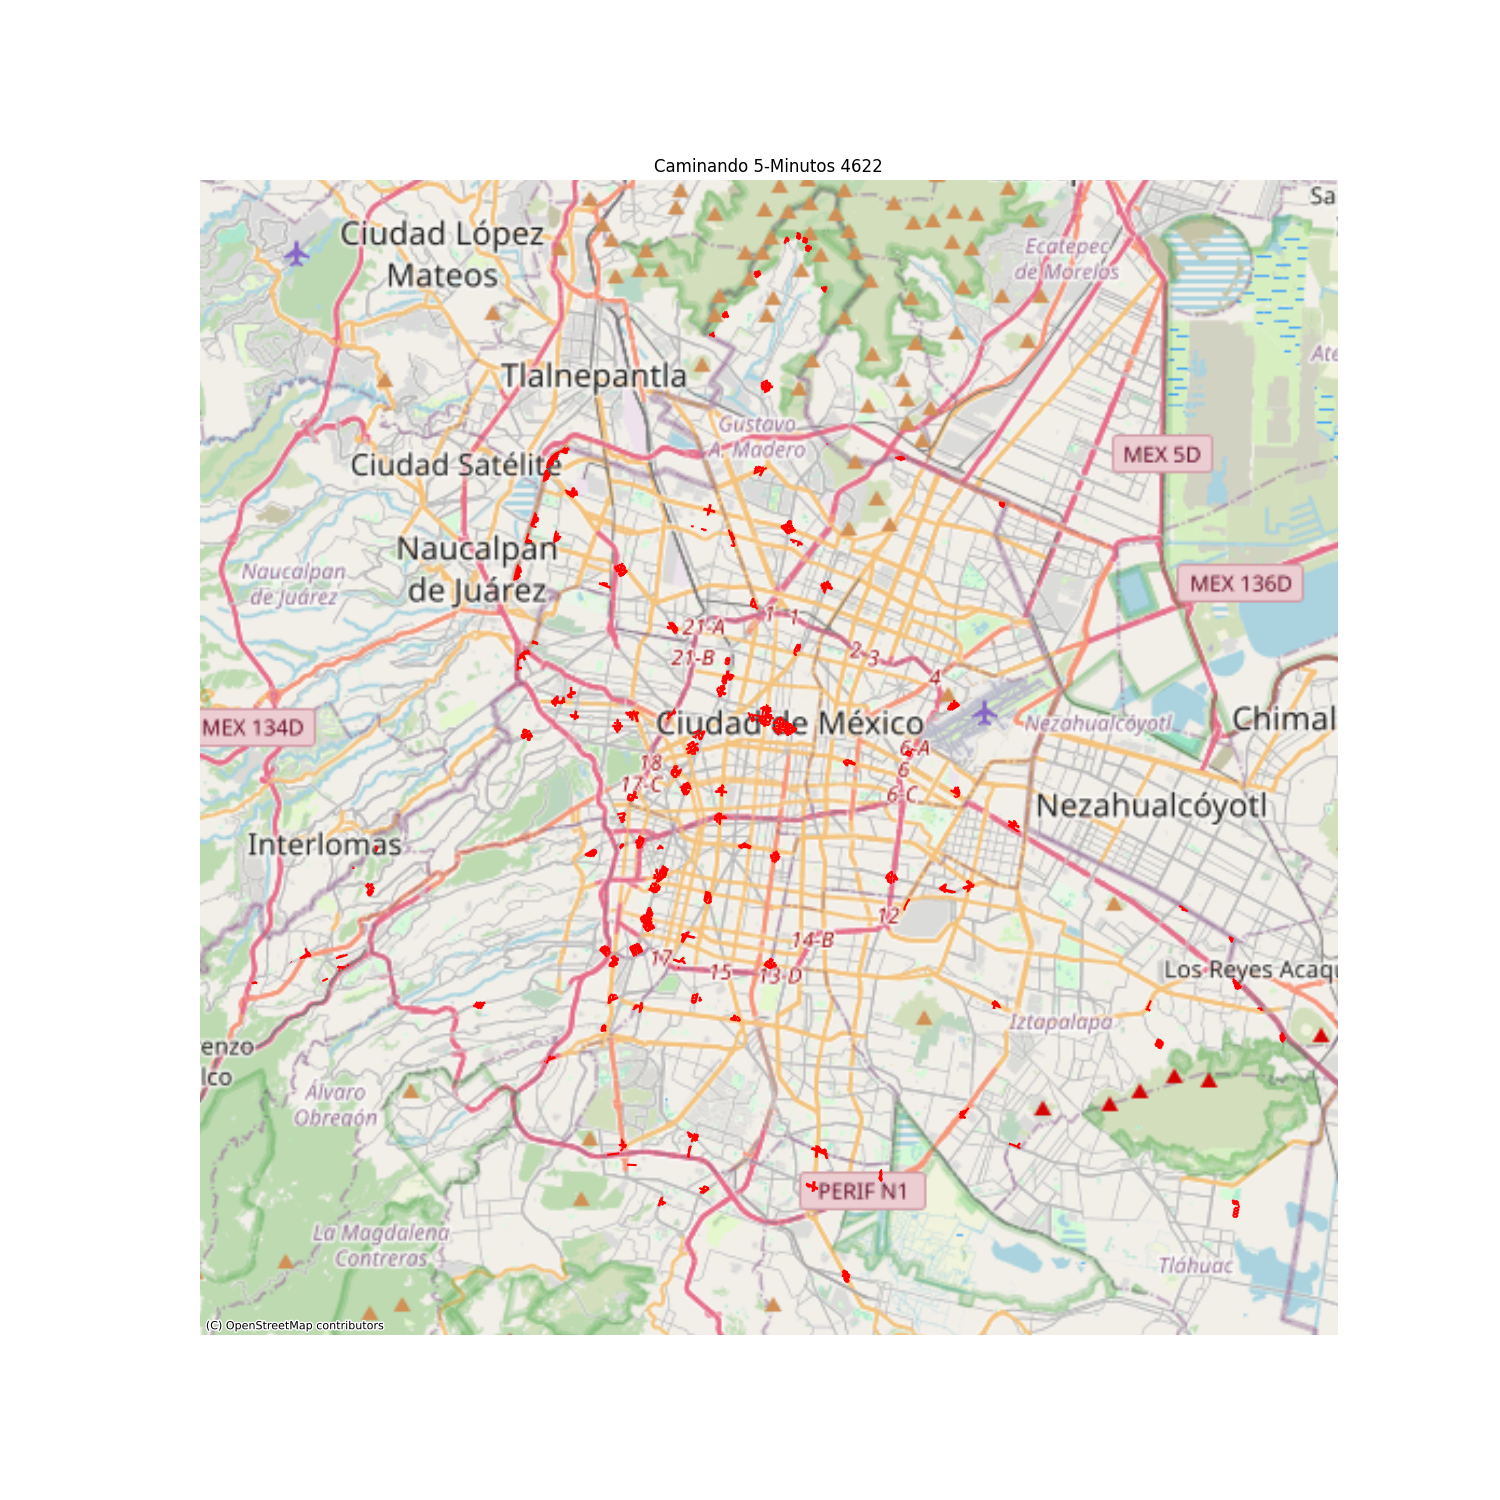 Caminando 5-Minutos 4622
Ciudad López
Mateos
Ecatepec
de Morelos
Tlalnepantla
Gustavo
A. Madero
Ciudad Satélite
MEX 5D
Naucalpan
de Juárez
Naucalpan
de Juárez
MEX 136D
1
1
21-A
21-B
2
3
4
MEX 134D
Ciudad de México
Nezahualcóyotl
Chimal
6-A
18
6
17-C
6-C
Nezahualcóyotl
Interlomas
12
14-B
17
15
13-D
Los Reyes Acaq
Iztapalapa
enzo
lco
Álvaro
Obregón
PERIF N1
La Magdalena
Contreras
Tláhuac
(C) OpenStreetMap contributors